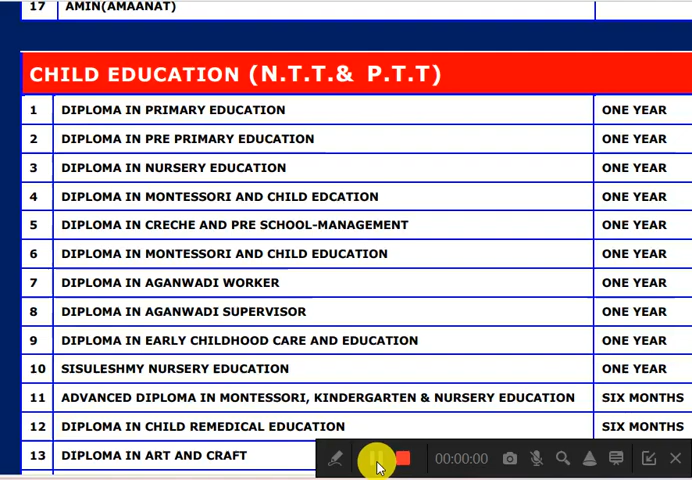 17 AMIN(AMAANAT)
CHILD EDUCATION (N.T.T.& P.T.T)
1 DIPLOMA IN PRIMARY EDUCATION ONE YEAR
2 DIPLOMA IN PRE PRIMARY EDUCATION ONE YEAR
3 DIPLOMA IN NURSERY EDUCATION ONE YEAR
4 DIPLOMA IN MONTESSORI AND CHILD EDCATION ONE YEAR
5 DIPLOMA IN CRECHE AND PRE SCHOOL-MANAGEMENT ONE YEAR
6 DIPLOMA IN MONTESSORI AND CHILD EDUCATION ONE YEAR
7 DIPLOMA IN AGANWADI WORKER ONE YEAR
8 DIPLOMA IN AGANWADI SUPERVISOR ONE YEAR
9 DIPLOMA IN EARLY CHILDHOOD CARE AND EDUCATION ONE YEAR
10 SISULESHMY NURSERY EDUCATION ONE YEAR
11 ADVANCED DIPLOMA IN MONTESSORI, KINDERGARTEN & NURSERY EDUCATION SIX MONTHS
12 DIPLOMA IN CHILD REMEDICAL EDUCATION SIX MONTHS
13 DIPLOMA IN ART AND CRAFT
00:00:00